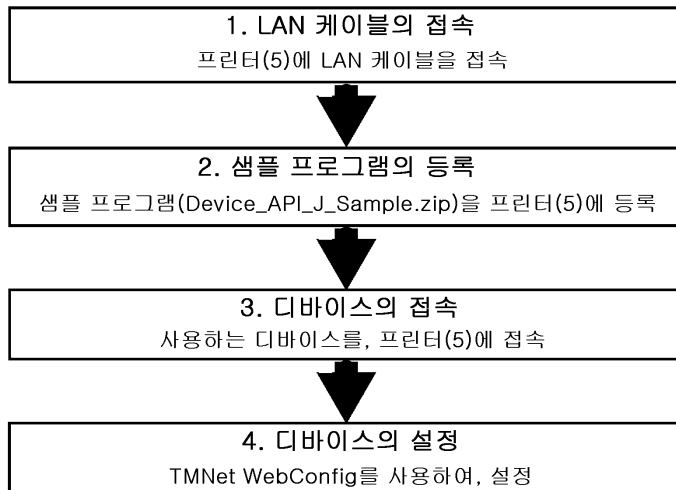 1. LAN 케이블의 접속
프린터(5)에 LAN 케이블을 접속
2. 샘플 프로그램의 등록
샘플 프로그램(Device_API_J_Sample.zip)을 프린터(5)에 등록
3. 디바이스의 접속
사용하는 디바이스를, 프린터(5)에 접속
4. 디바이스의 설정
TMNet WebConfig를 사용하여, 설정